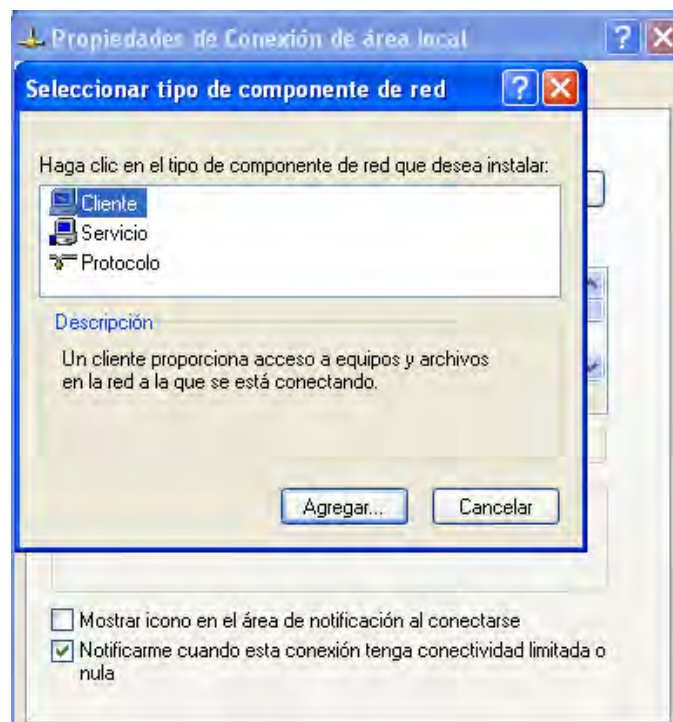 Propiedades de Conexión de área local
Seleccionar tipo de componente de red
Haga clic en el tipo de componente de red que desea instalar:
Cliente
Servicio
Protocolo
Descripción
Un cliente proporciona acceso a equipos y archivos
en la red a la que se está conectando.
Agregar...
Cancelar
Mostrar icono en el área de notificación al conectarse
Notificarme cuando esta conexión tenga conectividad limitada o
nula